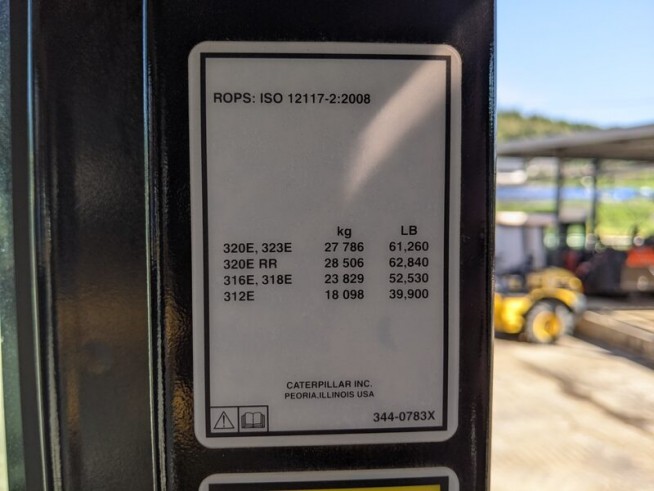 ROPS: ISO 12117-2:2008
kg LB
320E, 323E 27 786 61,260
320E RR 28 506 62,840
316E, 318E 23 829 52,530
312E 18 098 39,900
CATERPILLAR INC.
PEORIA,ILLINOIS USA
344-0783X